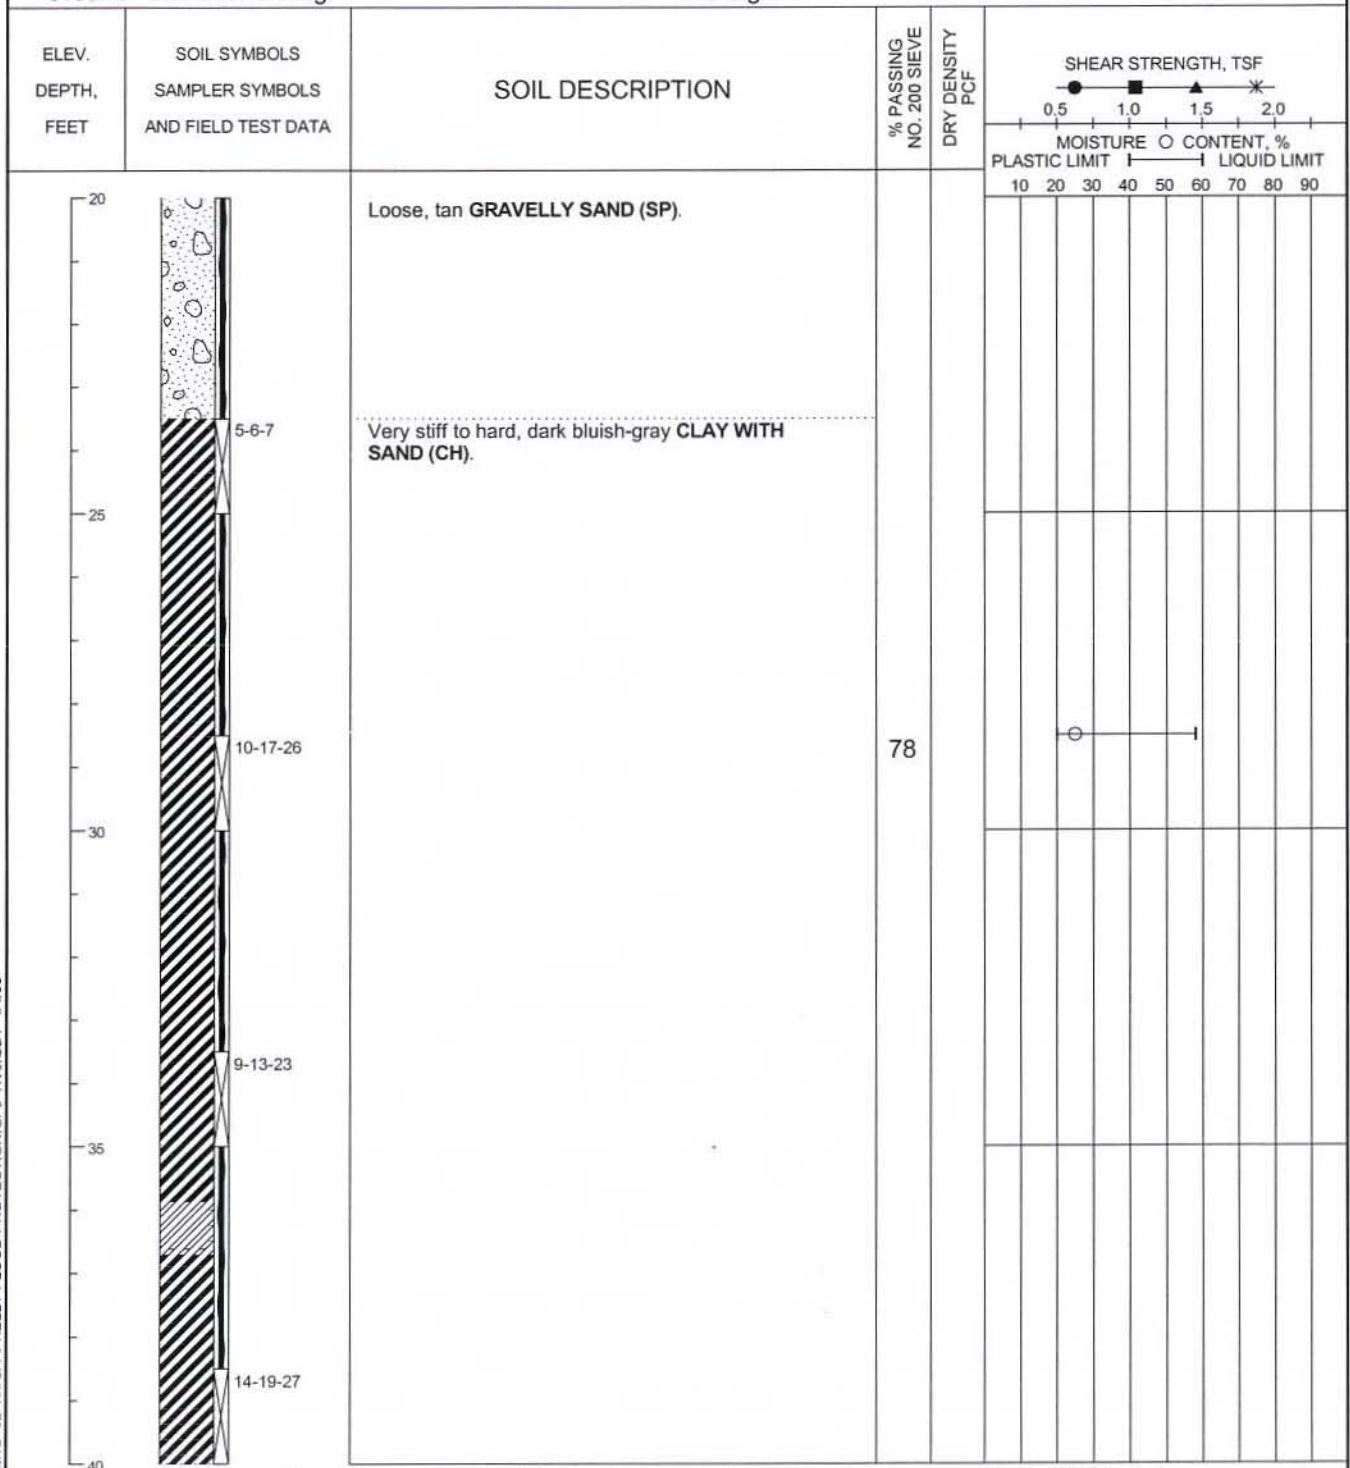 ELEV.
DEPTH,
FEET
SOIL SYMBOLS
SAMPLER SYMBOLS
AND FIELD TEST DATA
SOIL DESCRIPTION
% PASSING
NO. 200 SIEVE
DRY DENSITY
PCF
SHEAR STRENGTH, TSF
0.5 1.0 1.5 2.0
MOISTURE CONTENT, %
PLASTIC LIMIT LIQUID LIMIT
10 20 30 40 50 60 70 80 90
20
Loose, tan GRAVELLY SAND (SP).
5-6-7
Very stiff to hard, dark bluish-gray CLAY WITH
SAND (CH).
25
10-17-26
78
30
9-13-23
35
14-19-27
40